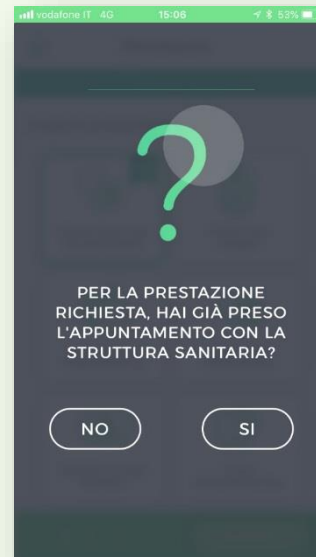 vodafone IT 4G 15:06 53%
?
PER LA PRESTAZIONE
RICHIESTA, HAI GIÀ PRESO
L'APPUNTAMENTO CON LA
STRUTTURA SANITARIA?
NO SI